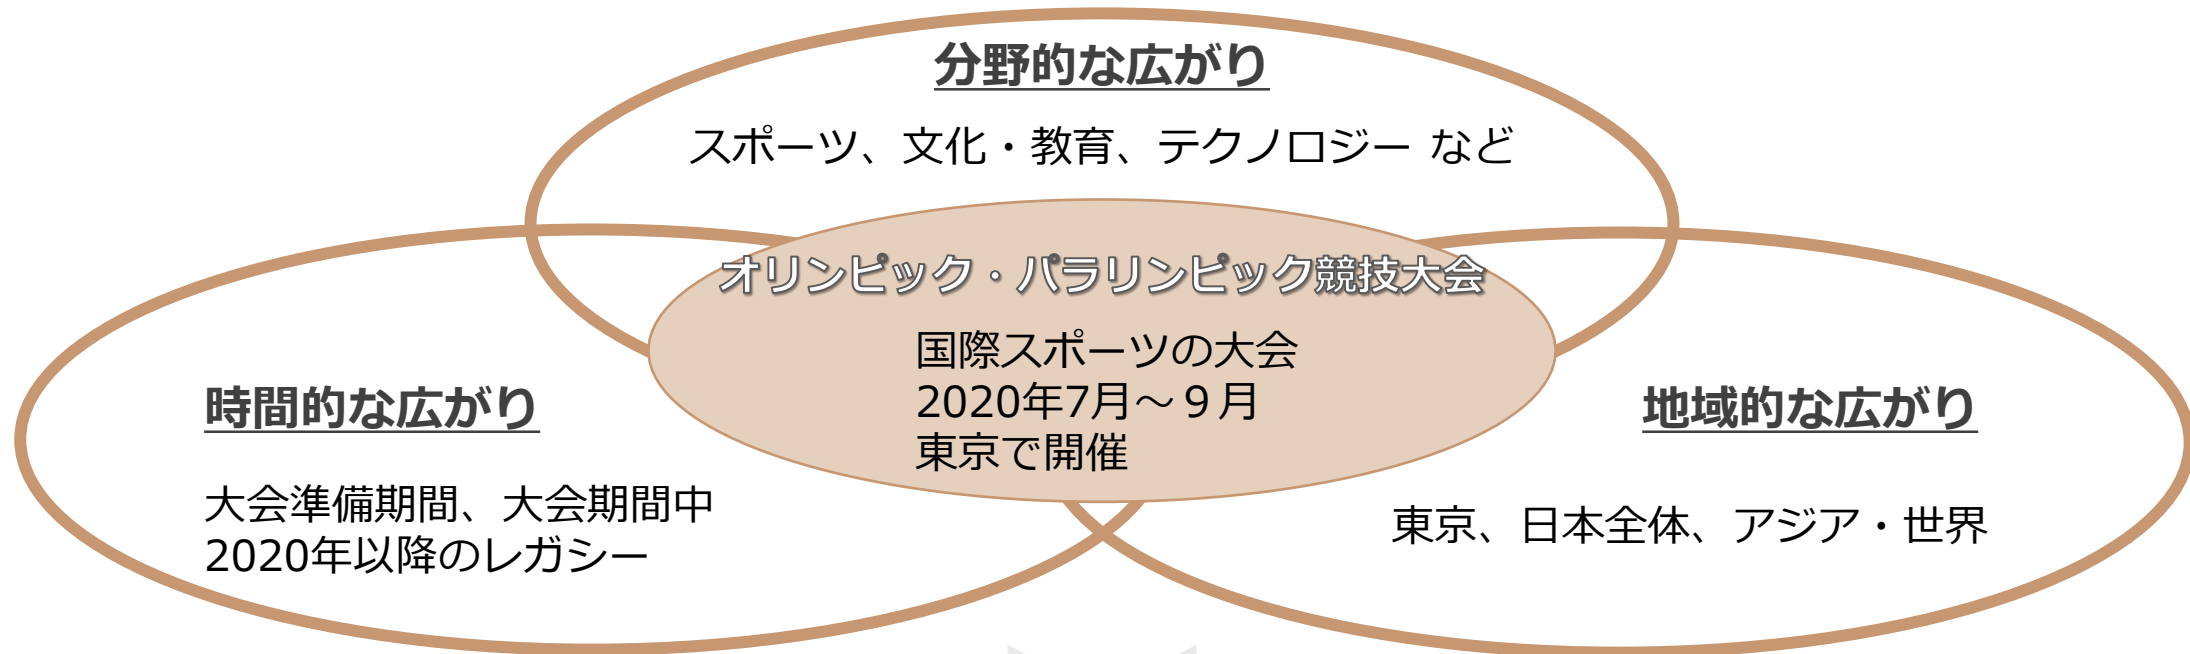 分野的な広がり
スポーツ、文化・教育、テクノロジー など
オリンピック・パラリンピック競技大会
国際スポーツの大会
2020年7月～９月
東京で開催
時間的な広がり
大会準備期間、大会期間中
2020年以降のレガシー
地域的な広がり
東京、日本全体、アジア・世界